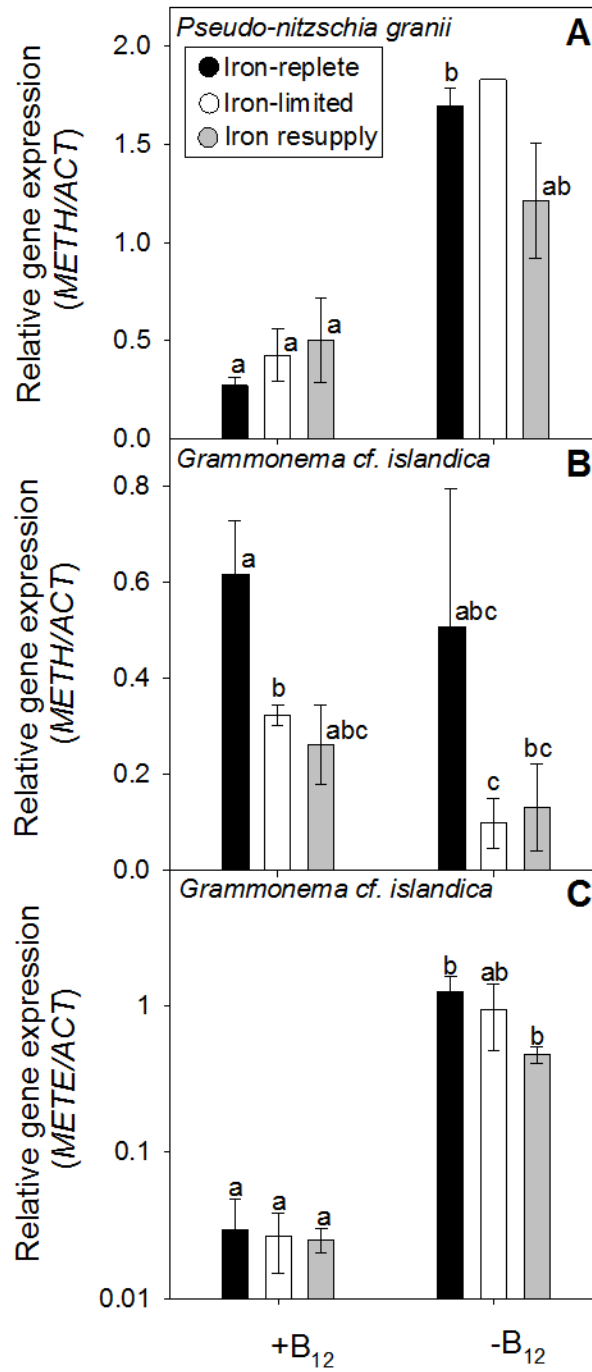 Pseudo-nitzschia granii
A
Iron-replete
Iron-limited
Iron resupply
Relative gene expression
(METH/ACT)
2.0
1.5
1.0
0.5
0.0
a
a
a
b
ab
Grammonema cf. islandica
B
Relative gene expression
(METH/ACT)
0.8
0.6
0.4
0.2
0.0
a
b
abc
abc
c
bc
Grammonema cf. islandica
C
Relative gene expression
(METE/ACT)
1
0.1
0.01
a
a
a
b
ab
b
+B₁₂
-B₁₂